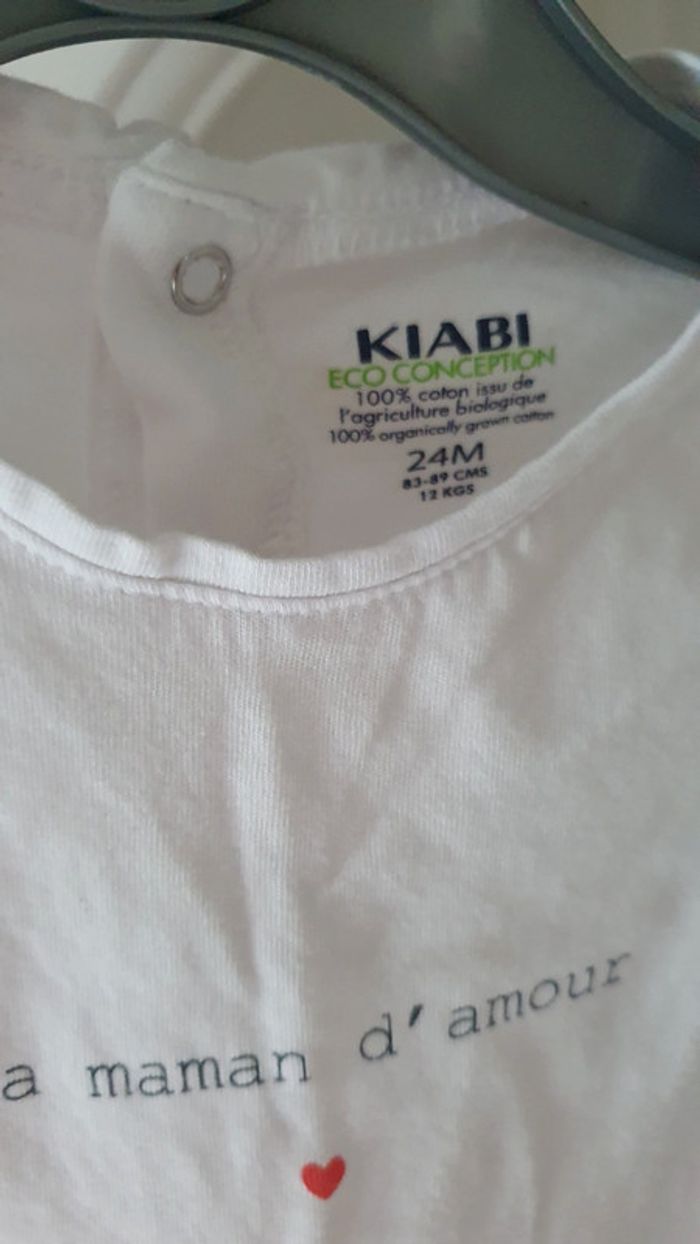 KIABI
ECO CONCEPTION
100% coton issu de
l'agriculture biologique
100% organically grown cotton
24M
83-89 CMS
12 KGS
a maman d'amour